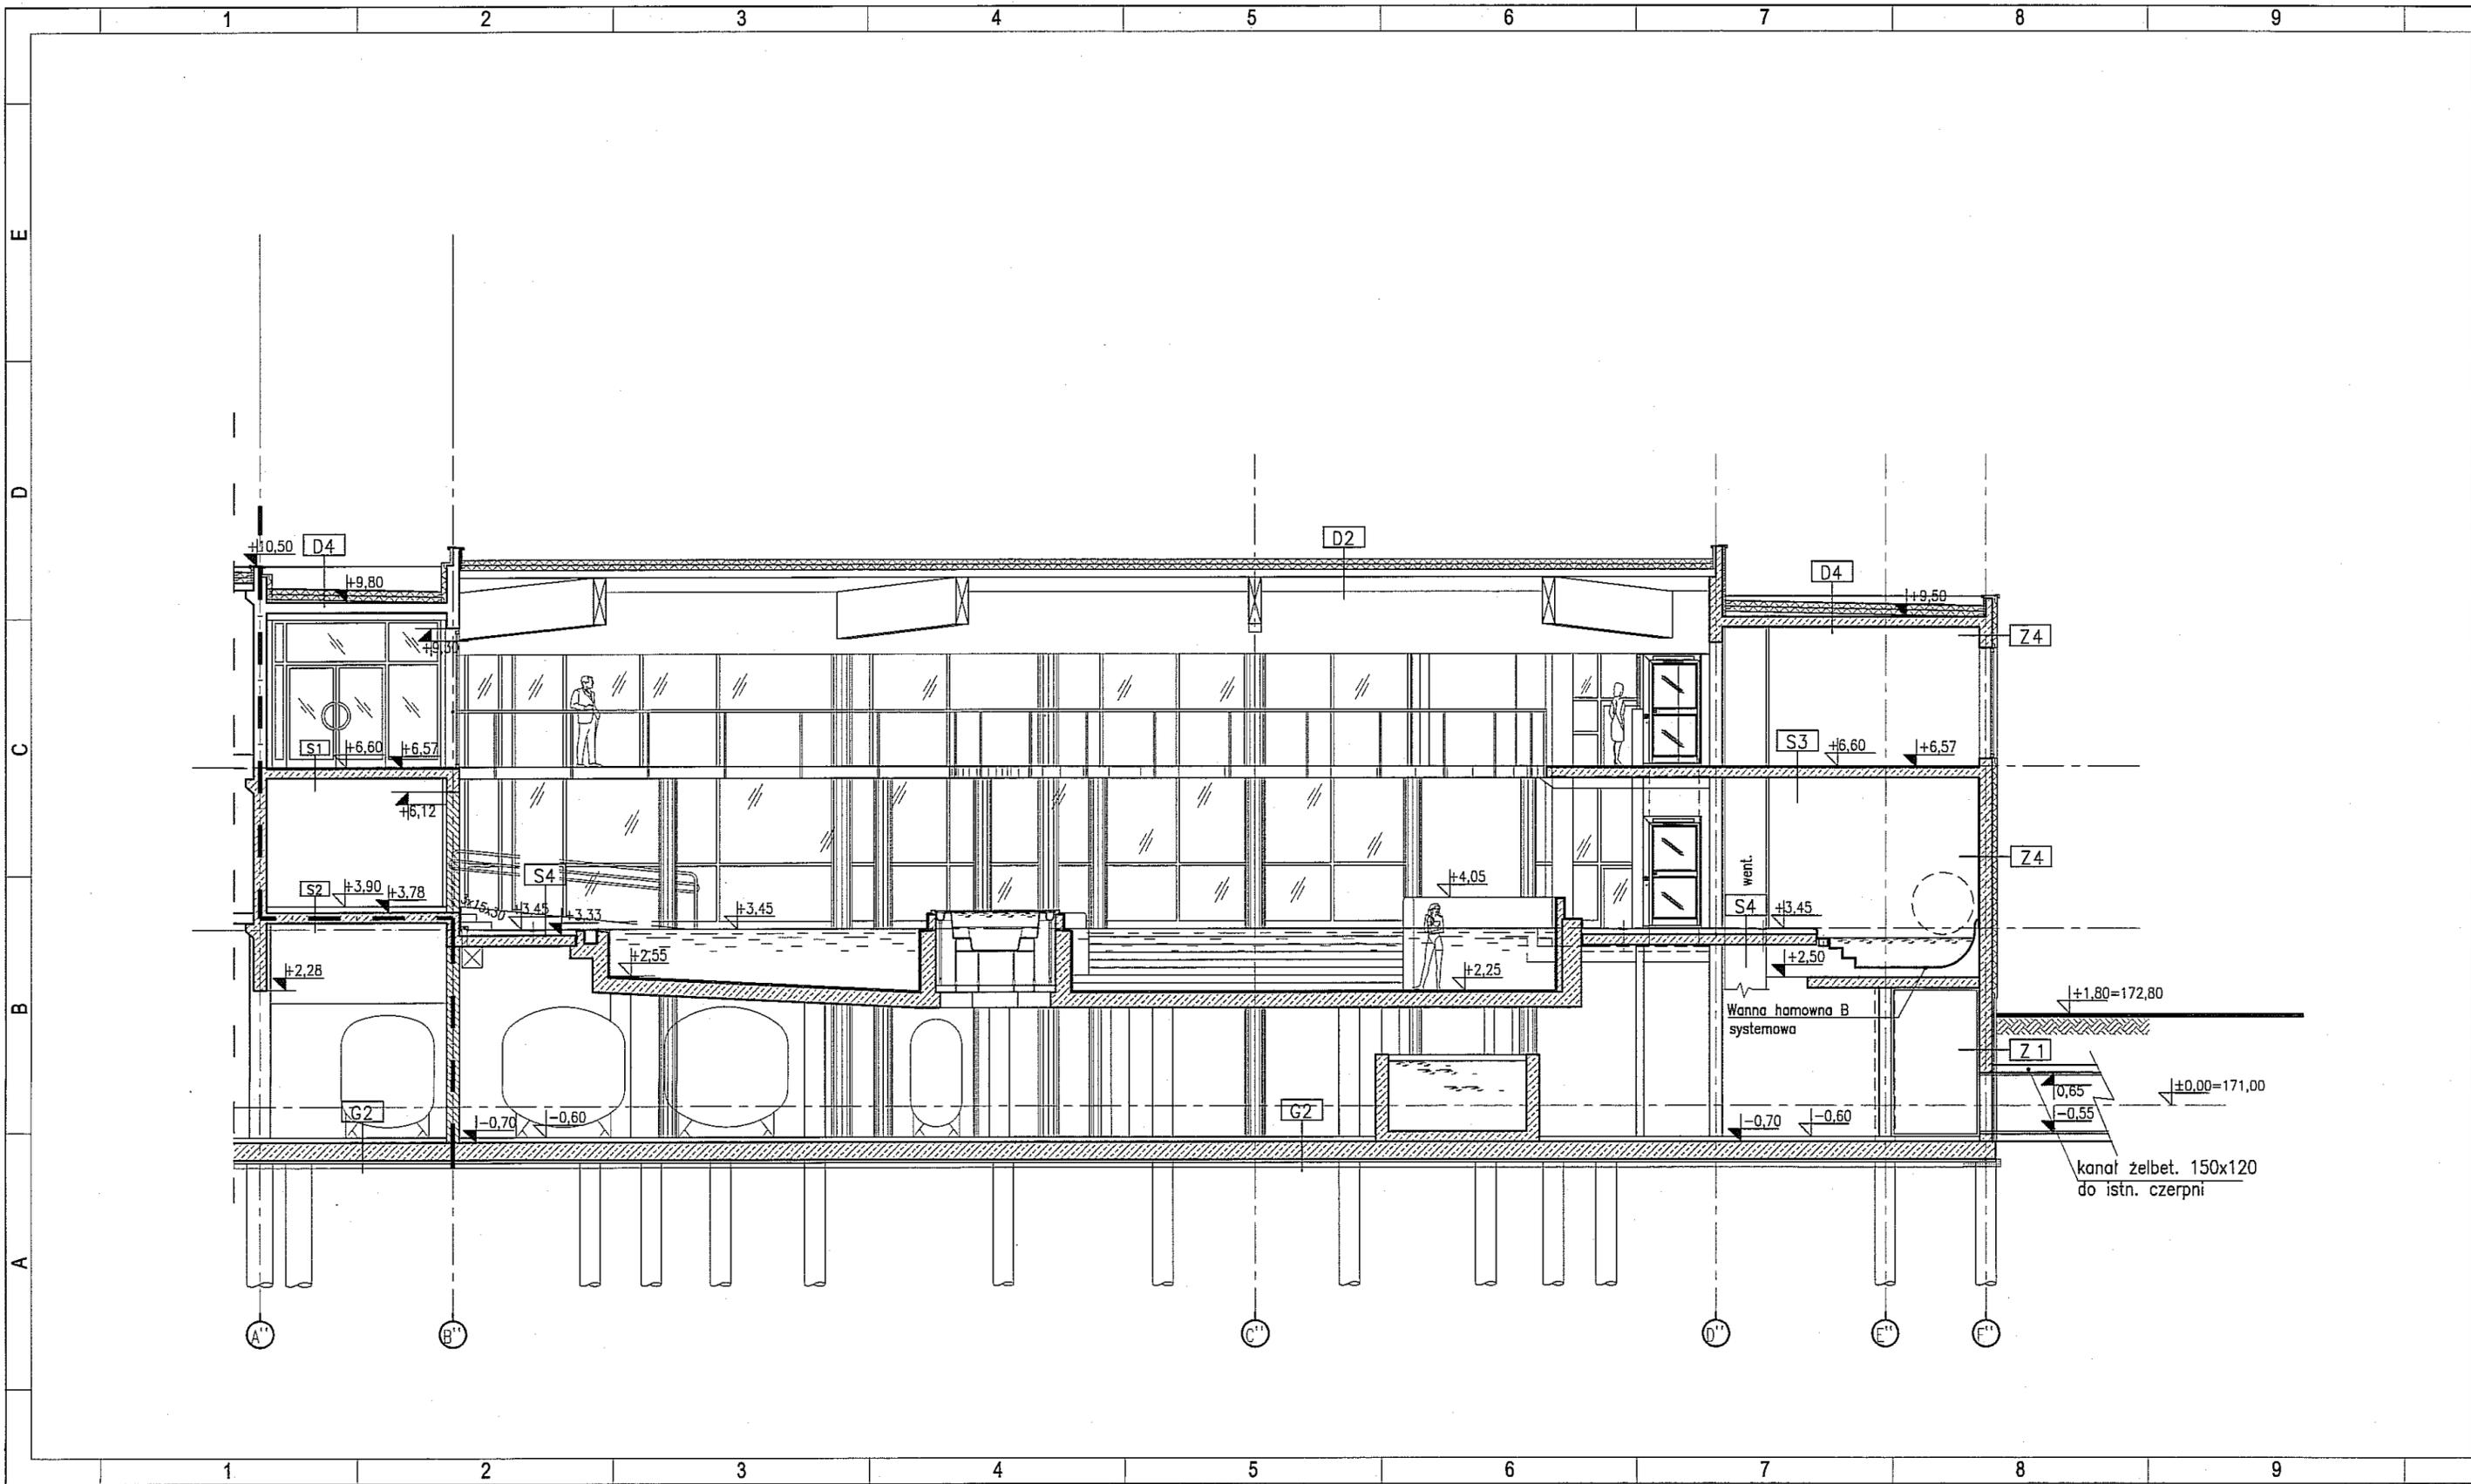 1 2 3 4 5 6 7 8 9
E
D
C
B
A
D2
+10,50 D4
D4
+9,80
+9,50
Z4
+9,30
S1 +6,60 +6,57
S3 +6,60 +6,57
+6,12
Z4
went.
S4
+4,05
S2 +3,90 +3,78
3x15x30 +3,45 +3,33
+3,45
S4 +3,45
+2,28
+2,55
+2,25
+2,50
+1,80=172,80
Wanna hamowna B
systemowa
Z 1
±0,00=171,00
0,65
G2
G2
-0,70 -0,60
-0,70 -0,60
-0,55
kanał żelbet. 150x120
do istn. czerpni
A'' B'' C'' D'' E'' F''
1 2 3 4 5 6 7 8 9